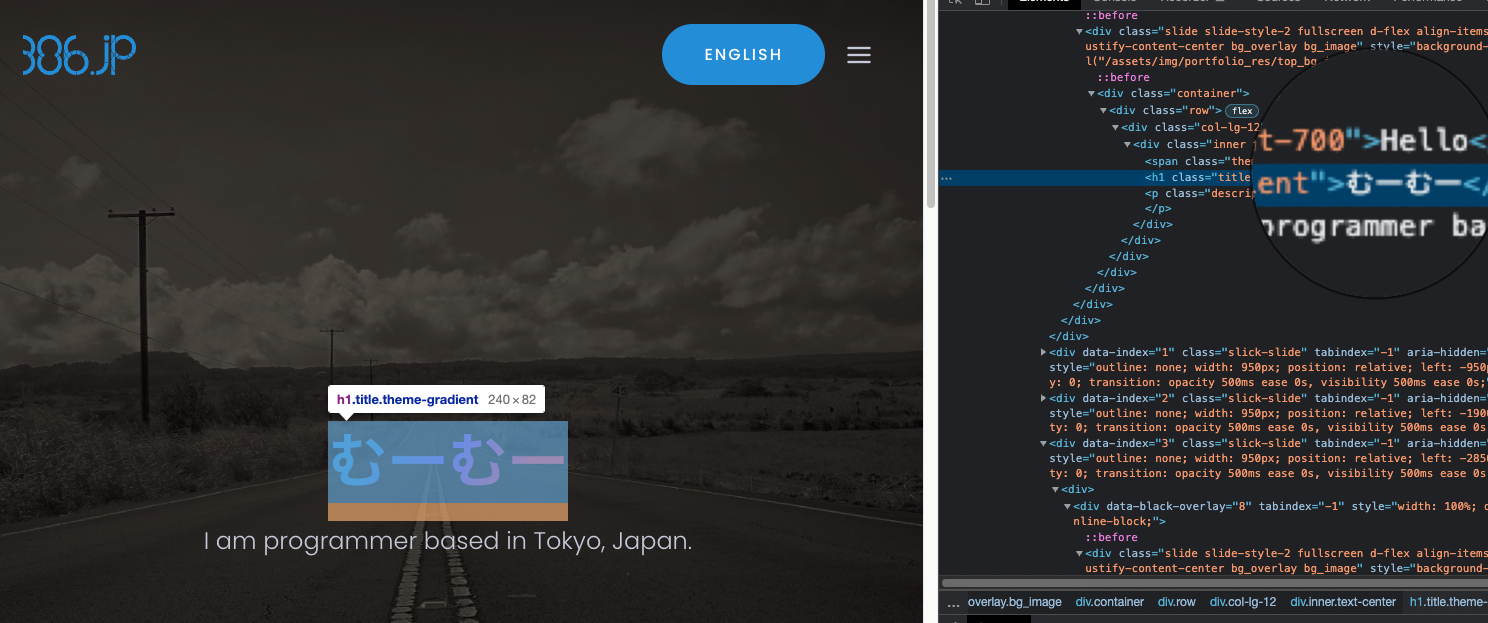 386.JP
ENGLISH
h1.title.theme-gradient 240 × 82
むーむー
I am programmer based in Tokyo, Japan.
::before
<div class="slide slide-style-2 fullscreen d-flex align-items
ustify-content-center bg_overlay bg_image" style="background-
l("/assets/img/portfolio_res/top_bg
::before
<div class="container">
<div class="row"> flex
<div class="col-lg-12
<div class="inner
<span class="the
t-700">Hello<
<h1 class="title
ent">むーむー</
<p class="descrip
programmer ba
</p>
</div>
</div>
</div>
</div>
</div>
</div>
</div>
</div>
<div data-index="1" class="slick-slide" tabindex="-1" aria-hidden=
style="outline: none; width: 950px; position: relative; left: -950p
y: 0; transition: opacity 500ms ease 0s, visibility 500ms ease 0s;
<div data-index="2" class="slick-slide" tabindex="-1" aria-hidden=
style="outline: none; width: 950px; position: relative; left: -1900
ty: 0; transition: opacity 500ms ease 0s, visibility 500ms ease 0s
<div data-index="3" class="slick-slide" tabindex="-1" aria-hidden=
style="outline: none; width: 950px; position: relative; left: -2850
ty: 0; transition: opacity 500ms ease 0s, visibility 500ms ease 0s
<div>
<div data-black-overlay="8" tabindex="-1" style="width: 100%;
nline-block;">
::before
<div class="slide slide-style-2 fullscreen d-flex align-items
ustify-content-center bg_overlay bg_image" style="background-
... overlay.bg_image div.container div.row div.col-lg-12 div.inner.text-center h1.title.theme-